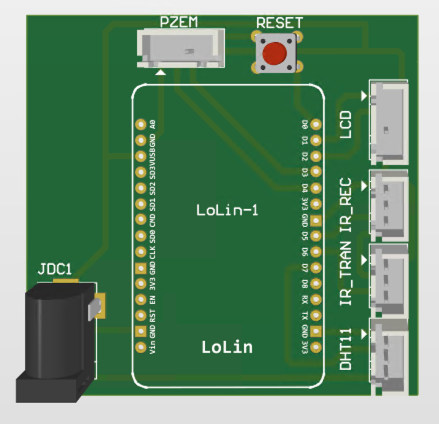 PZEM
RESET
LCD
IR_REC
IR_TRAN
DHT11
JDC1
LoLin-1
LoLin
A0
GND
VUSB
SD3
SD2
SD1
CMD
SD0
CLK
GND
3V3
EN
RST
GND
Vin
D0
D1
D2
D3
D4
3V3
GND
D5
D6
D7
D8
RX
TX
GND
3V3